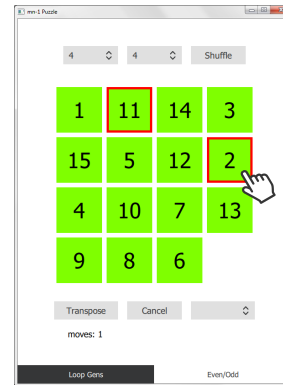 mn-1 Puzzle
4 4 Shuffle
1 11 14 3
15 5 12 2
4 10 7 13
9 8 6
Transpose Cancel
moves: 1
Loop Gens Even/Odd